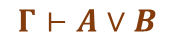 𝚪 ⊢ 𝑨 ∨ 𝑩